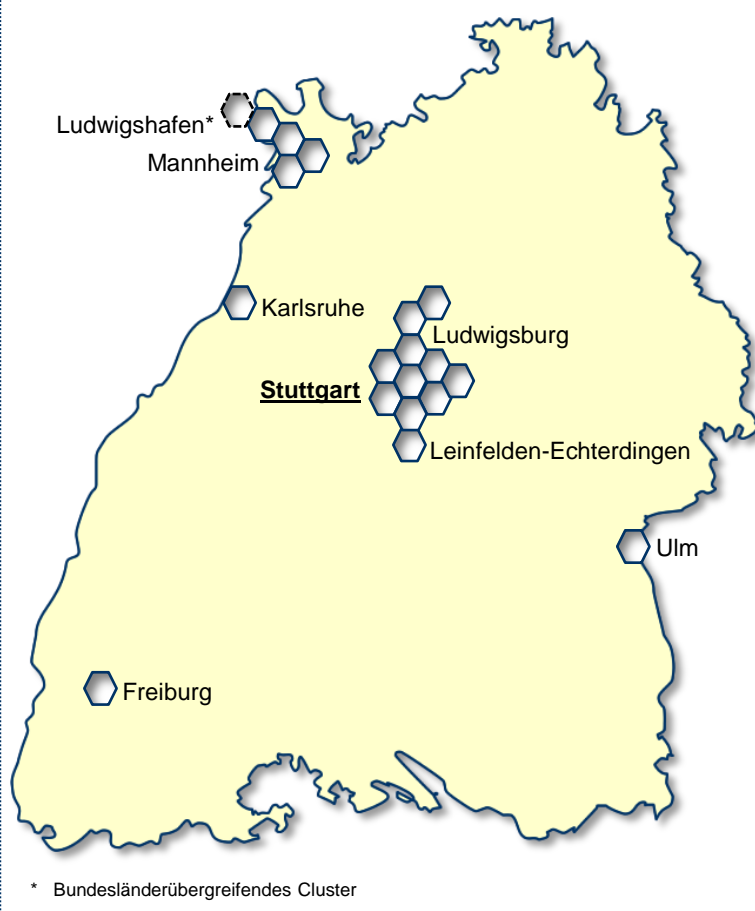 Ludwigshafen*
Mannheim
Karlsruhe
Ludwigsburg
Stuttgart
Leinfelden-Echterdingen
Ulm
Freiburg
* Bundesländerübergreifendes Cluster